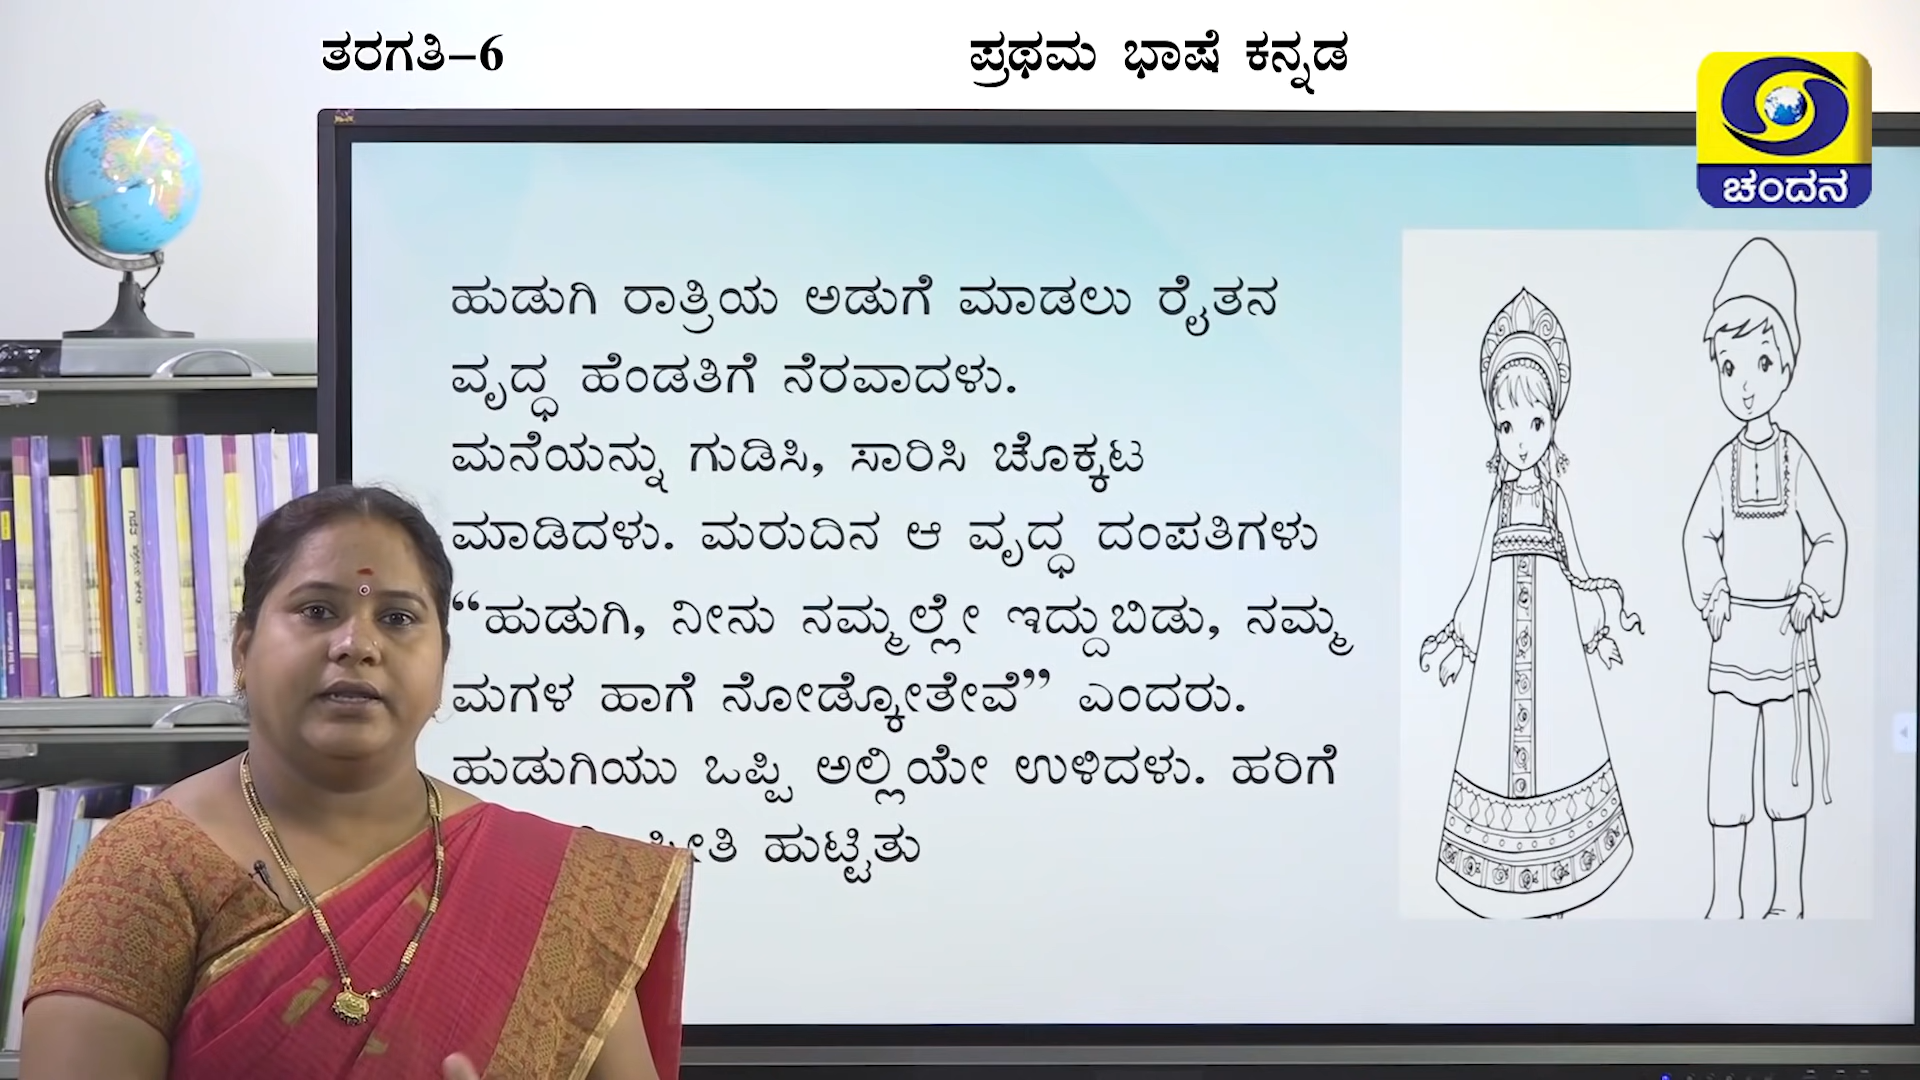 ತರಗತಿ–6
ಪ್ರಥಮ ಭಾಷೆ ಕನ್ನಡ
ಚಂದನ
ಹುಡುಗಿ ರಾತ್ರಿಯ ಅಡುಗೆ ಮಾಡಲು ರೈತನ
ವೃದ್ಧ ಹೆಂಡತಿಗೆ ನೆರವಾದಳು.
ಮನೆಯನ್ನು ಗುಡಿಸಿ, ಸಾರಿಸಿ ಚೊಕ್ಕಟ
ಮಾಡಿದಳು. ಮರುದಿನ ಆ ವೃದ್ಧ ದಂಪತಿಗಳು
“ಹುಡುಗಿ, ನೀನು ನಮ್ಮಲ್ಲೇ ಇದ್ದುಬಿಡು, ನಮ್ಮ
ಮಗಳ ಹಾಗೆ ನೋಡ್ಕೋತೇವೆ” ಎಂದರು.
ಹುಡುಗಿಯು ಒಪ್ಪಿ ಅಲ್ಲಿಯೇ ಉಳಿದಳು. ಹರಿಗೆ
ಹುಟ್ಟಿತು